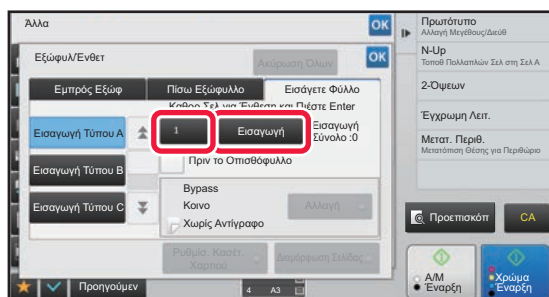 Άλλα
OK
Εξώφυλ/Ένθετ
Ακύρωση Όλων
OK
Εμπρός Εξώφ
Πίσω Εξώφυλλο
Εισάγετε Φύλλο
Καθορ Σελ για Ένθεση και Πιέστε Enter
Εισαγωγή Τύπου A
1
Εισαγωγή
Εισαγωγή
Σύνολο :0
Εισαγωγή Τύπου B
Πριν το Οπισθόφυλλο
Εισαγωγή Τύπου C
Bypass
Κοινο
Χωρίς Αντίγραφο
Αλλαγή
Ρυθμίσ. Κασέτ.
Χαρτιού
Διαμόρφωση Σελίδας
Προηγούμεν
4 A3
Πρωτότυπο
Αλλαγή Μεγέθους/Διεύθ
N-Up
Τοποθ Πολλαπλών Σελ στη Σελ Α
2-Όψεων
Έγχρωμη Λειτ.
Μετατ. Περιθ.
Μετατόπιση Θέσης για Περιθώριο
Προεπισκόπ
CA
Α/Μ
Έναρξη
Χρώμα
Έναρξη